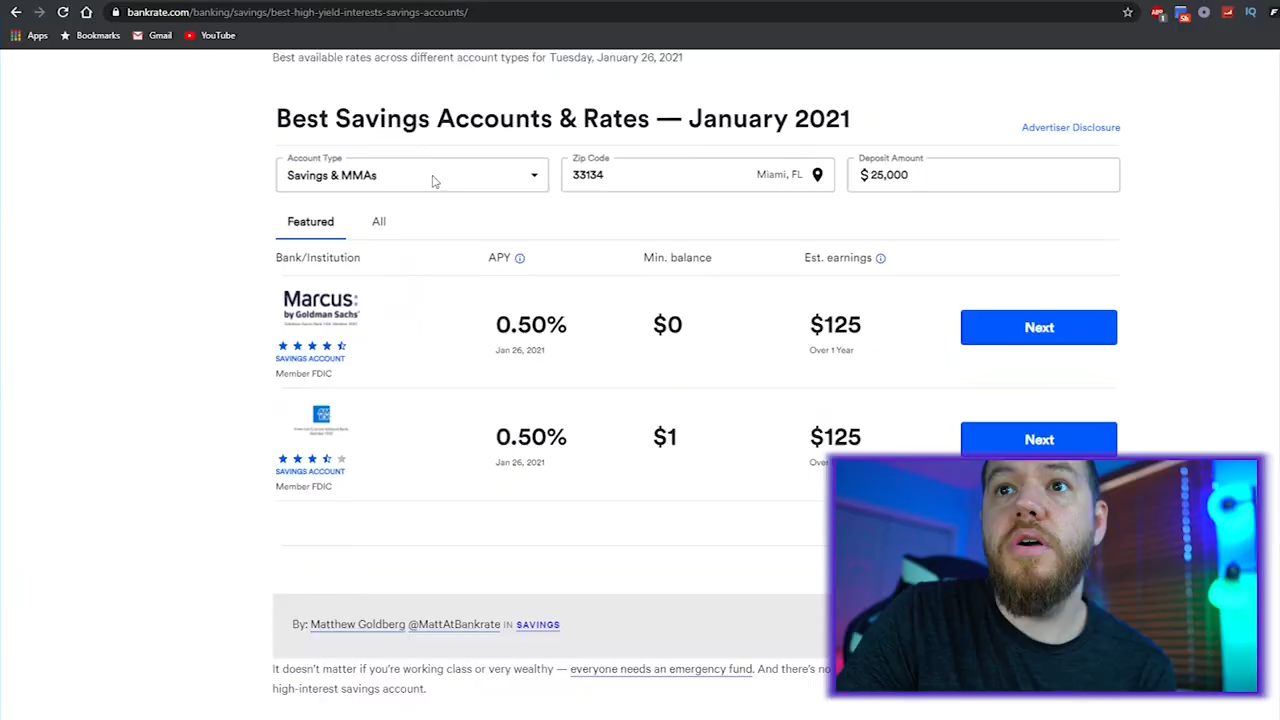 bankrate.com/banking/savings/best-high-yield-interests-savings-accounts/
Apps Bookmarks Gmail YouTube
Best available rates across different account types for Tuesday, January 26, 2021
Best Savings Accounts & Rates — January 2021
Advertiser Disclosure
Account Type
Savings & MMAs
Zip Code
33134 Miami, FL
Deposit Amount
$ 25,000
Featured All
Bank/Institution APY Min. balance Est. earnings
Marcus:
by Goldman Sachs
0.50% $0 $125 Next
Jan 26, 2021 Over 1 Year
SAVINGS ACCOUNT
Member FDIC
0.50% $1 $125 Next
Jan 26, 2021 Over
SAVINGS ACCOUNT
Member FDIC
By: Matthew Goldberg @MattAtBankrate IN SAVINGS
It doesn't matter if you're working class or very wealthy — everyone needs an emergency fund. And there's no
high-interest savings account.